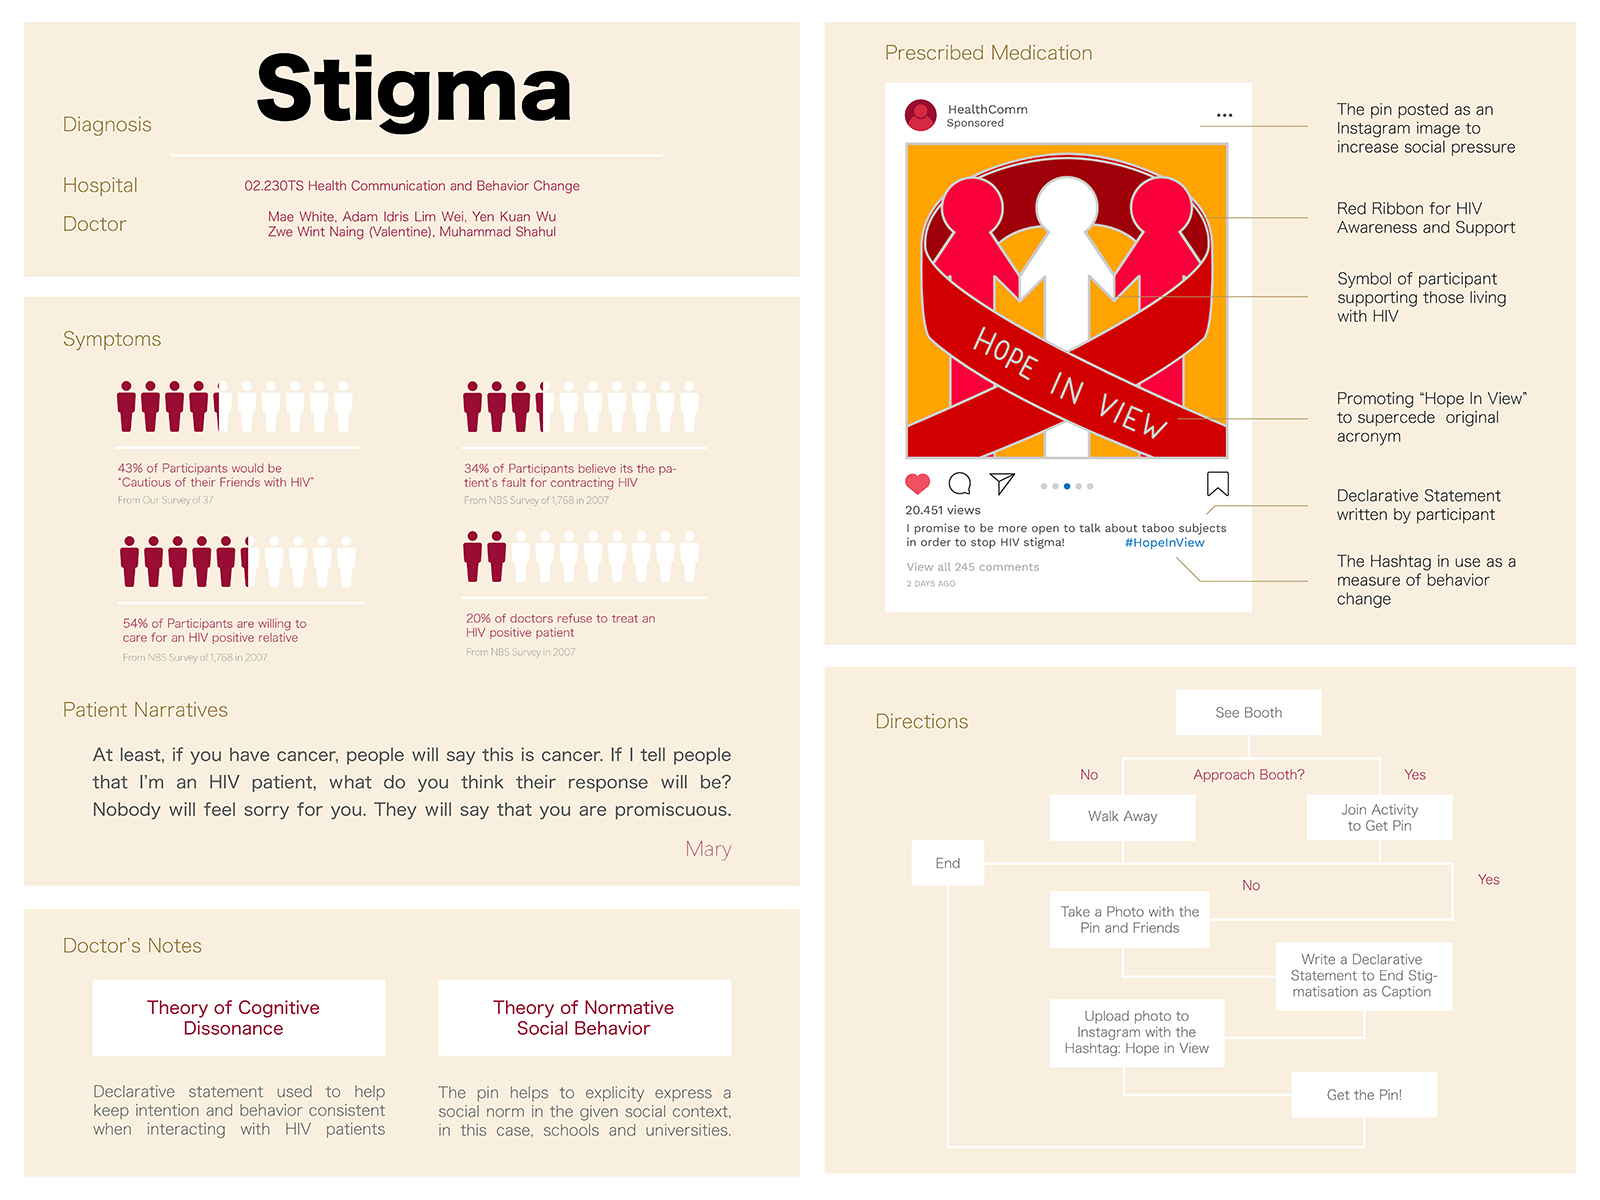 Stigma
Diagnosis
Hospital
02.230TS Health Communication and Behavior Change
Doctor
Mae White, Adam Idris Lim Wei, Yen Kuan Wu
Zwe Wint Naing (Valentine), Muhammad Shahul
Symptoms
43% of Participants would be
“Cautious of their Friends with HIV”
From Our Survey of 37
34% of Participants believe its the pa-
tient's fault for contracting HIV
From NBS Survey of 1,768 in 2007
54% of Participants are willing to
care for an HIV positive relative
From NBS Survey of 1,768 in 2007
20% of doctors refuse to treat an
HIV positive patient
From NBS Survey in 2007
Patient Narratives
At least, if you have cancer, people will say this is cancer. If I tell people
that I'm an HIV patient, what do you think their response will be?
Nobody will feel sorry for you. They will say that you are promiscuous.
Mary
Doctor's Notes
Theory of Cognitive
Dissonance
Declarative statement used to help
keep intention and behavior consistent
when interacting with HIV patients
Theory of Normative
Social Behavior
The pin helps to explicity express a
social norm in the given social context,
in this case, schools and universities.
Prescribed Medication
HealthComm
Sponsored
HOPE IN VIEW
20.451 views
I promise to be more open to talk about taboo subjects
in order to stop HIV stigma! #HopeInView
View all 245 comments
2 DAYS AGO
The pin posted as an
Instagram image to
increase social pressure
Red Ribbon for HIV
Awareness and Support
Symbol of participant
supporting those living
with HIV
Promoting “Hope In View”
to supercede original
acronym
Declarative Statement
written by participant
The Hashtag in use as a
measure of behavior
change
Directions
See Booth
No
Approach Booth?
Yes
Walk Away
Join Activity
to Get Pin
End
No
Yes
Take a Photo with the
Pin and Friends
Write a Declarative
Statement to End Stig-
matisation as Caption
Upload photo to
Instagram with the
Hashtag: Hope in View
Get the Pin!